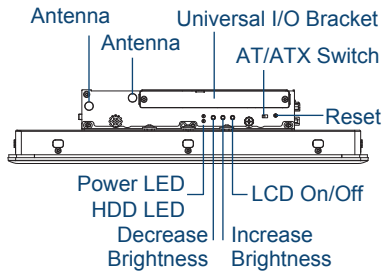 Antenna
Universal I/O Bracket
Antenna
AT/ATX Switch
Reset
Power LED
HDD LED
LCD On/Off
Decrease
Brightness
Increase
Brightness